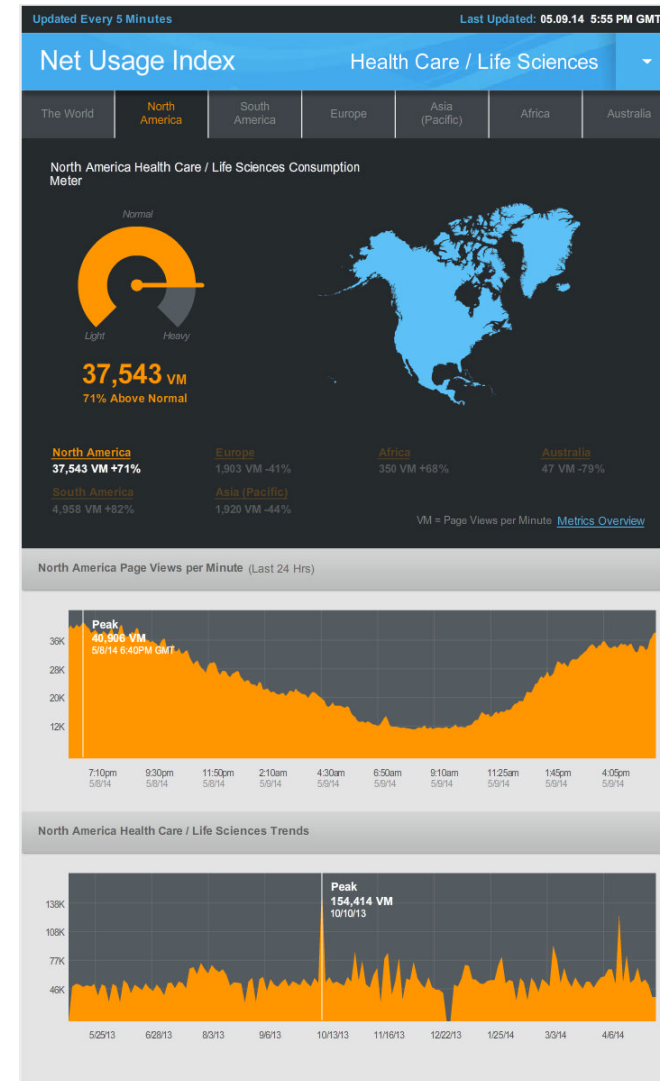 Updated Every 5 Minutes
Last Updated: 05.09.14 5:55 PM GMT
Net Usage Index
Health Care / Life Sciences
The World
North
America
South
America
Europe
Asia
(Pacific)
Africa
Australia
North America Health Care / Life Sciences Consumption
Meter
Normal
Light
Heavy
37,543 VM
71% Above Normal
North America
37,543 VM +71%
Europe
1,903 VM -41%
Africa
350 VM +68%
Australia
47 VM -79%
South America
4,958 VM +82%
Asia (Pacific)
1,920 VM -44%
VM = Page Views per Minute Metrics Overview
North America Page Views per Minute (Last 24 Hrs)
Peak
40,906 VM
5/8/14 6:40PM GMT
36K
28K
20K
12K
7:10pm 9:30pm 11:50pm 2:10am 4:30am 6:50am 9:10am 11:25am 1:45pm 4:05pm
5/8/14 5/8/14 5/8/14 5/9/14 5/9/14 5/9/14 5/9/14 5/9/14 5/9/14 5/9/14
North America Health Care / Life Sciences Trends
Peak
154,414 VM
10/10/13
138K
108K
77K
46K
5/25/13 6/28/13 8/3/13 9/6/13 10/13/13 11/16/13 12/22/13 1/25/14 3/3/14 4/6/14